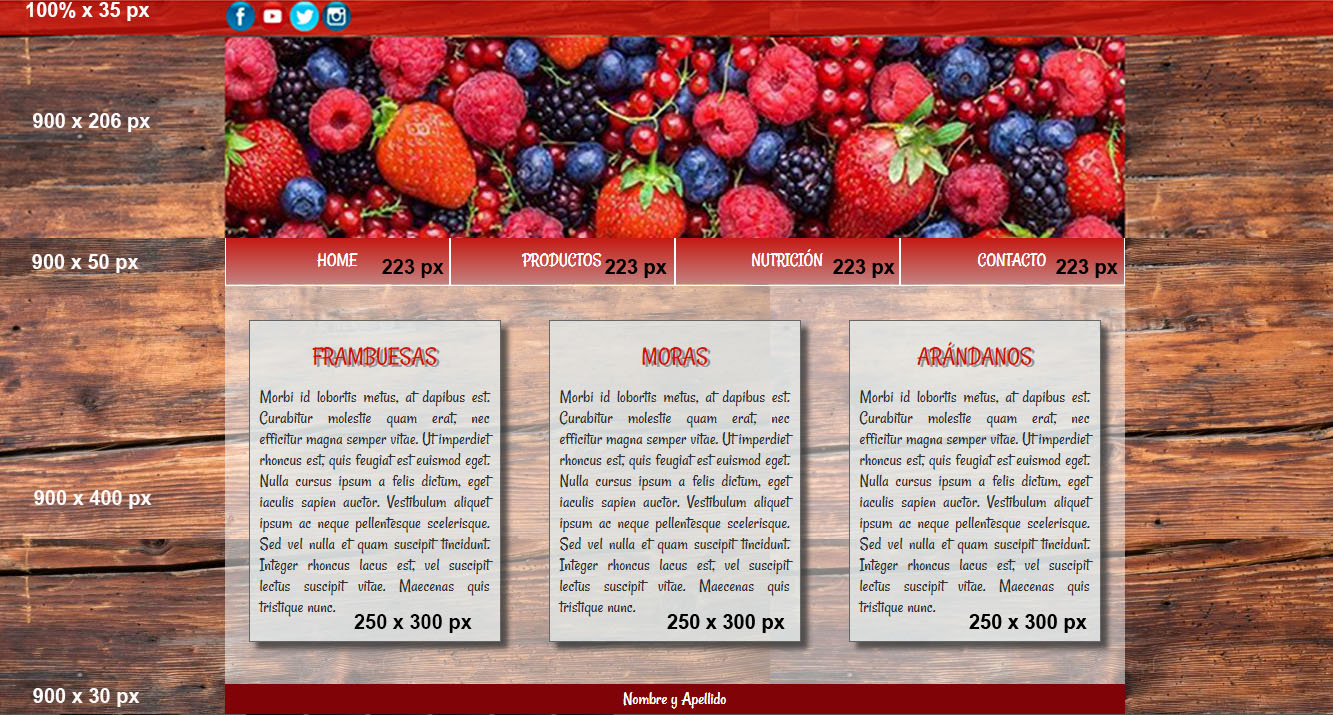 100% x 35 px
900 x 206 px
900 x 50 px
HOME 223 px
PRODUCTOS 223 px
NUTRICIÓN 223 px
CONTACTO 223 px
FRAMBUESAS
Morbi id lobortis metus, at dapibus est.
Curabitur molestie quam erat, nec
efficitur magna semper vitae. Ut imperdiet
rhoncus est, quis feugiat est euismod eget.
Nulla cursus ipsum a felis dictum, eget
iaculis sapien auctor. Vestibulum aliquet
ipsum ac neque pellentesque scelerisque.
Sed vel nulla et quam suscipit tincidunt.
Integer rhoncus lacus est, vel suscipit
lectus suscipit vitae. Maecenas quis
tristique nunc.
250 x 300 px
MORAS
Morbi id lobortis metus, at dapibus est.
Curabitur molestie quam erat, nec
efficitur magna semper vitae. Ut imperdiet
rhoncus est, quis feugiat est euismod eget.
Nulla cursus ipsum a felis dictum, eget
iaculis sapien auctor. Vestibulum aliquet
ipsum ac neque pellentesque scelerisque.
Sed vel nulla et quam suscipit tincidunt.
Integer rhoncus lacus est, vel suscipit
lectus suscipit vitae. Maecenas quis
tristique nunc.
250 x 300 px
ARÁNDANOS
Morbi id lobortis metus, at dapibus est.
Curabitur molestie quam erat, nec
efficitur magna semper vitae. Ut imperdiet
rhoncus est, quis feugiat est euismod eget.
Nulla cursus ipsum a felis dictum, eget
iaculis sapien auctor. Vestibulum aliquet
ipsum ac neque pellentesque scelerisque.
Sed vel nulla et quam suscipit tincidunt.
Integer rhoncus lacus est, vel suscipit
lectus suscipit vitae. Maecenas quis
tristique nunc.
250 x 300 px
900 x 400 px
900 x 30 px
Nombre y Apellido